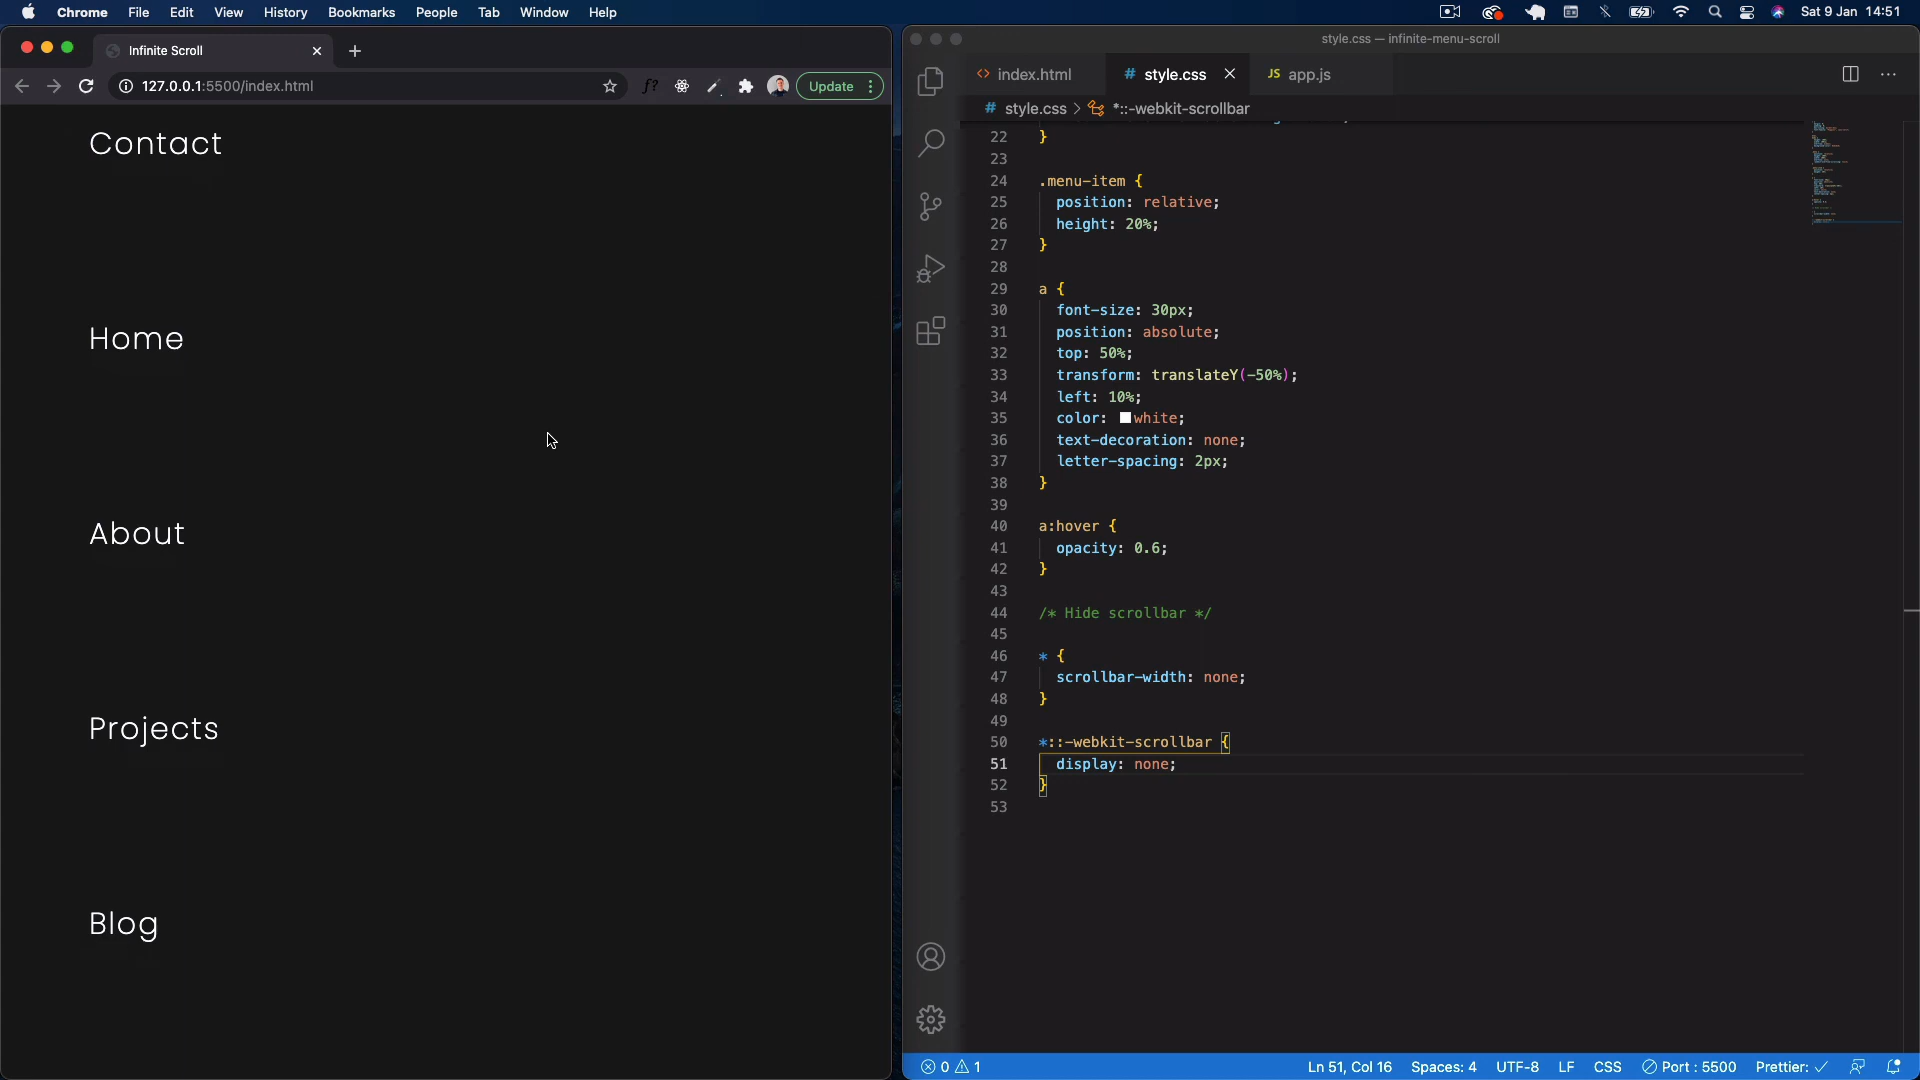 Chrome File Edit View History Bookmarks People Tab Window Help Sat 9 Jan 14:51
Infinite Scroll
127.0.0.1:5500/index.html
f? Update
Contact
Home
About
Projects
Blog
style.css — infinite-menu-scroll
<> index.html # style.css JS app.js
# style.css > *::-webkit-scrollbar
22 }
23
24 .menu-item {
25 position: relative;
26 height: 20%;
27 }
28
29 a {
30 font-size: 30px;
31 position: absolute;
32 top: 50%;
33 transform: translateY(-50%);
34 left: 10%;
35 color: white;
36 text-decoration: none;
37 letter-spacing: 2px;
38 }
39
40 a:hover {
41 opacity: 0.6;
42 }
43
44 /* Hide scrollbar */
45
46 * {
47 scrollbar-width: none;
48 }
49
50 *::-webkit-scrollbar {
51 display: none;
52 }
53
0 1 Ln 51, Col 16 Spaces: 4 UTF-8 LF CSS Port : 5500 Prettier: ✓